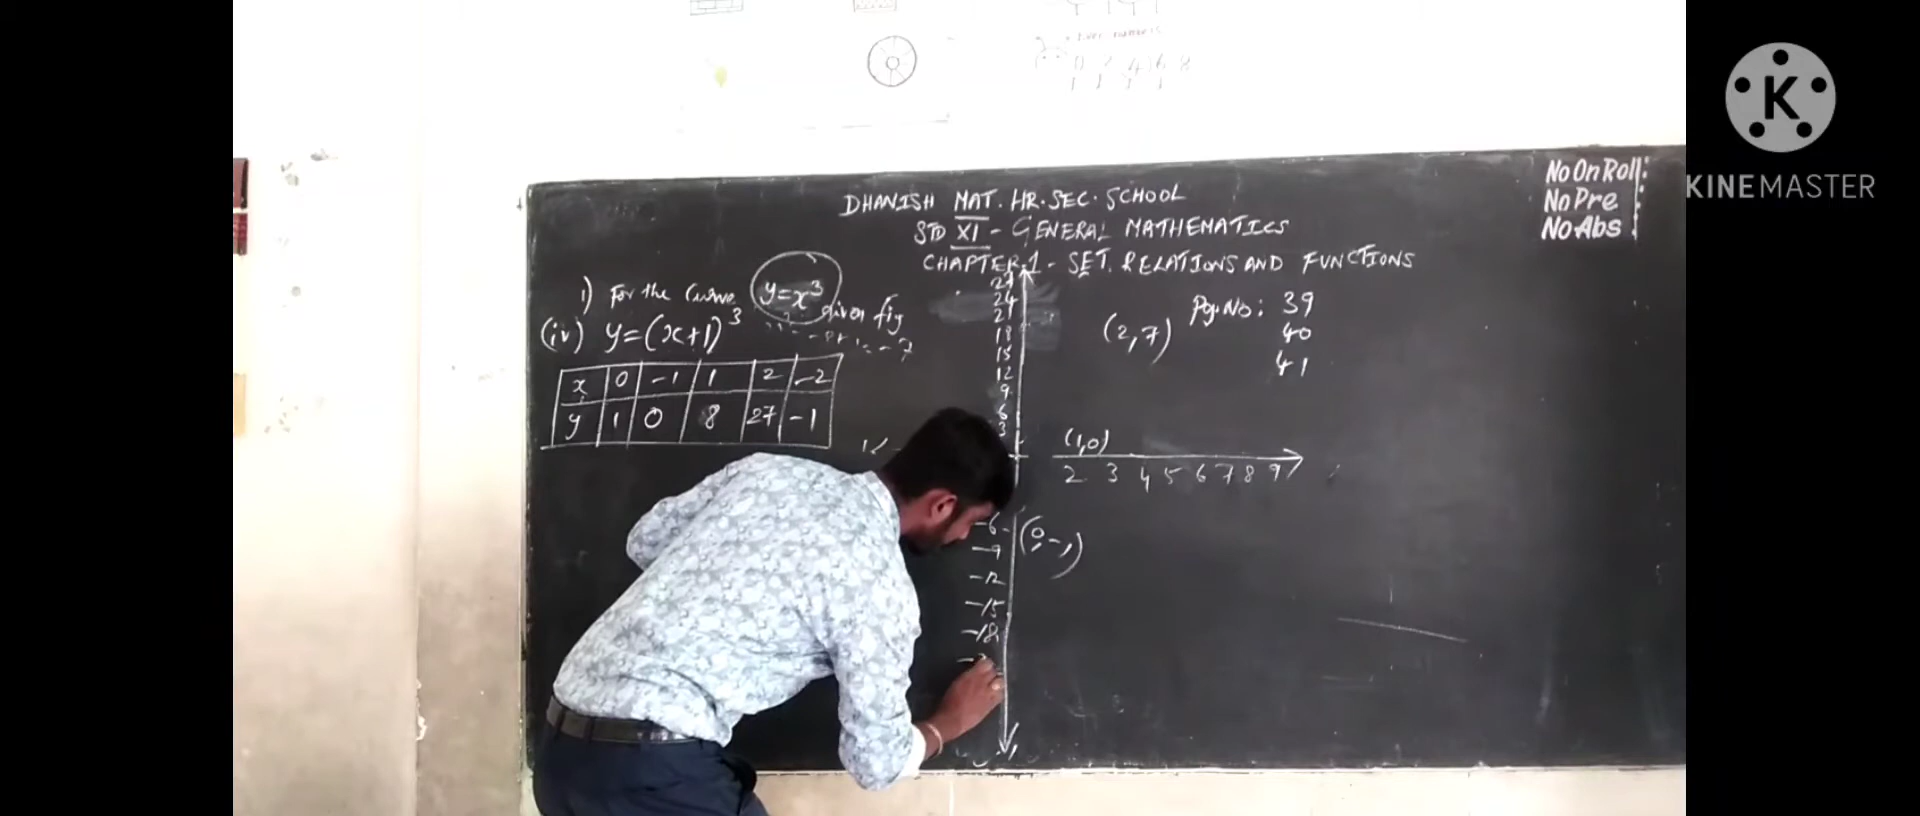 No On Roll:
No Pre :
No Abs :
KINEMASTER
DHANISH MAT. HR. SEC. SCHOOL
STD XI - GENERAL MATHEMATICS
CHAPTER-1 - SET. RELATIONS AND FUNCTIONS
1) For the Curve y=x³ given fig
(iv) y=(x+1)³
x 0 -1 1 2 -2
y 1 0 8 27 -1
24
21
18
15
12
9
6
3
(2,7)
Pg.No: 39
40
41
(1,0)
2 3 4 5 6 7 8 9
-6
-9
-12
-15
-18
(0,-1)